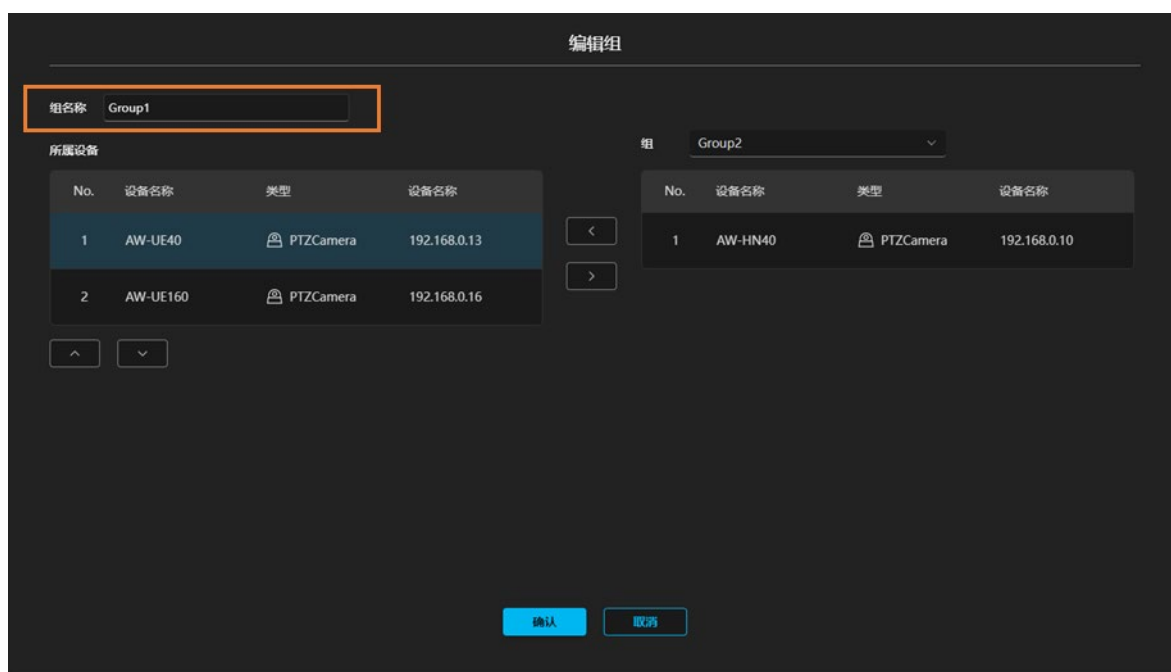 编辑组
组名称 Group1
所属设备
组 Group2
No. 设备名称 类型 设备名称
1 AW-UE40 PTZCamera 192.168.0.13
2 AW-UE160 PTZCamera 192.168.0.16
No. 设备名称 类型 设备名称
1 AW-HN40 PTZCamera 192.168.0.10
确认 取消